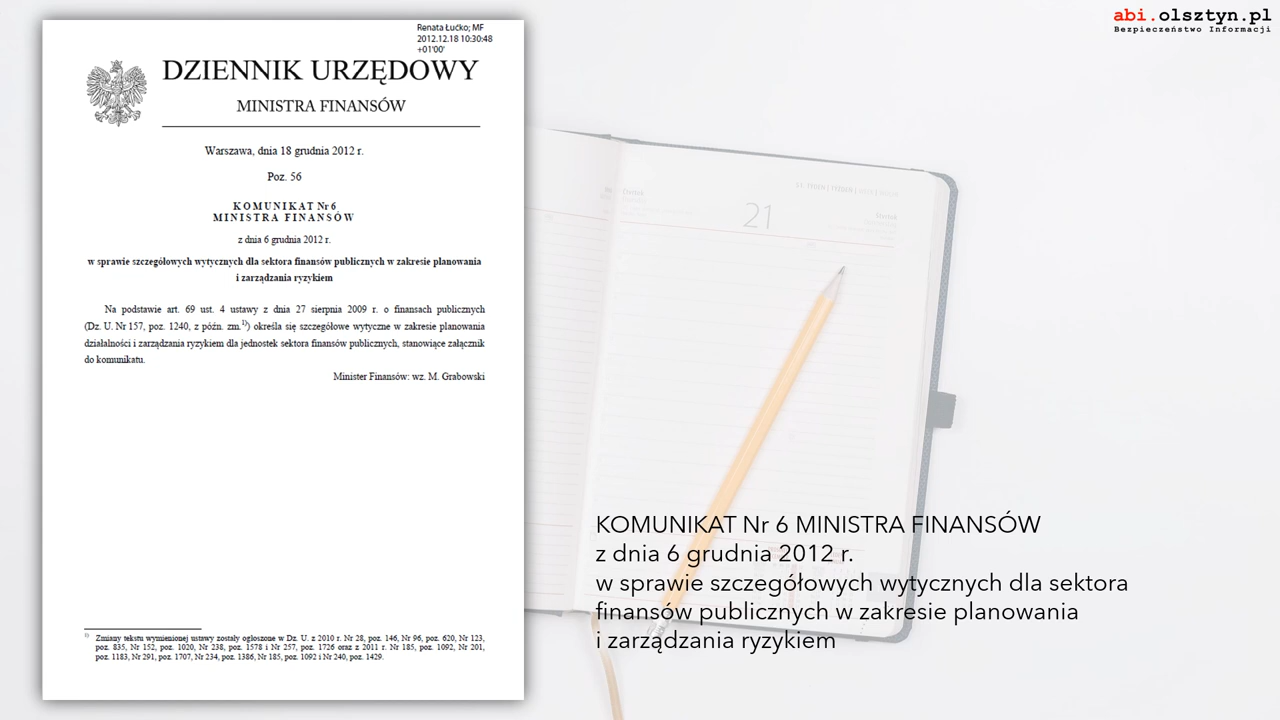 Renata Łućko; MF
2012.12.18 10:30:48
+01'00'
DZIENNIK URZĘDOWY
MINISTRA FINANSÓW
Warszawa, dnia 18 grudnia 2012 r.
Poz. 56
KOMUNIKAT Nr 6
MINISTRA FINANSÓW
z dnia 6 grudnia 2012 r.
w sprawie szczegółowych wytycznych dla sektora finansów publicznych w zakresie planowania
i zarządzania ryzykiem
Na podstawie art. 69 ust. 4 ustawy z dnia 27 sierpnia 2009 r. o finansach publicznych
(Dz. U. Nr 157, poz. 1240, z późn. zm.1)) określa się szczegółowe wytyczne w zakresie planowania
działalności i zarządzania ryzykiem dla jednostek sektora finansów publicznych, stanowiące załącznik
do komunikatu.
Minister Finansów: wz. M. Grabowski
1) Zmiany tekstu wymienionej ustawy zostały ogłoszone w Dz. U. z 2010 r. Nr 28, poz. 146, Nr 96, poz. 620, Nr 123,
poz. 835, Nr 152, poz. 1020, Nr 238, poz. 1578 i Nr 257, poz. 1726 oraz z 2011 r. Nr 185, poz. 1092, Nr 201,
poz. 1183, Nr 291, poz. 1707, Nr 234, poz. 1386, Nr 185, poz. 1092 i Nr 240, poz. 1429.
abi.olsztyn.pl
Bezpieczeństwo Informacji
21
KOMUNIKAT Nr 6 MINISTRA FINANSÓW
z dnia 6 grudnia 2012 r.
w sprawie szczegółowych wytycznych dla sektora
finansów publicznych w zakresie planowania
i zarządzania ryzykiem